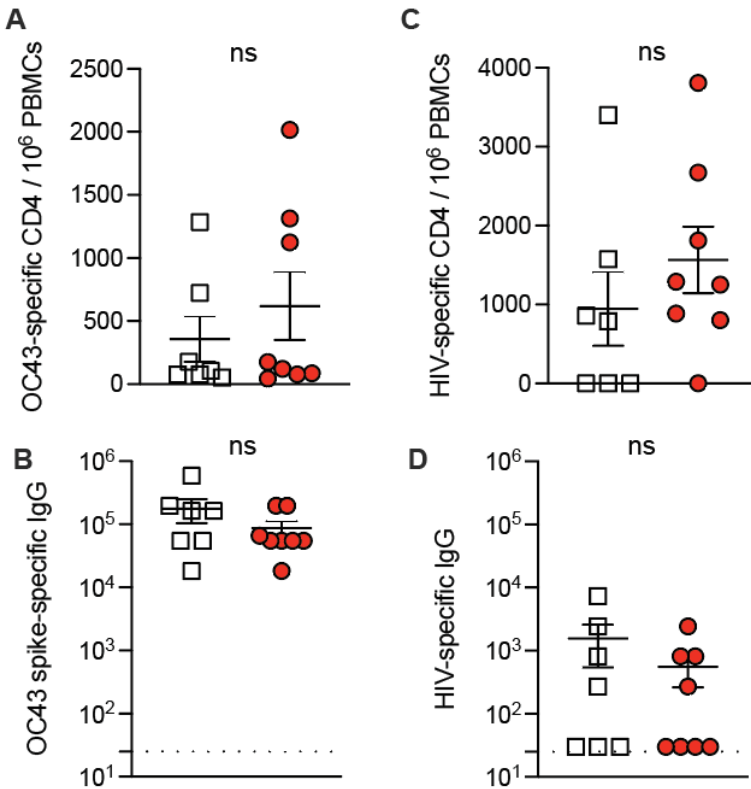 A
OC43-specific CD4 / 10⁶ PBMCs
ns
2500
2000
1500
1000
500
0
C
HIV-specific CD4 / 10⁶ PBMCs
ns
4000
3000
2000
1000
0
B
OC43 spike-specific IgG
ns
10⁶
10⁵
10⁴
10³
10²
10¹
D
HIV-specific IgG
ns
10⁶
10⁵
10⁴
10³
10²
10¹